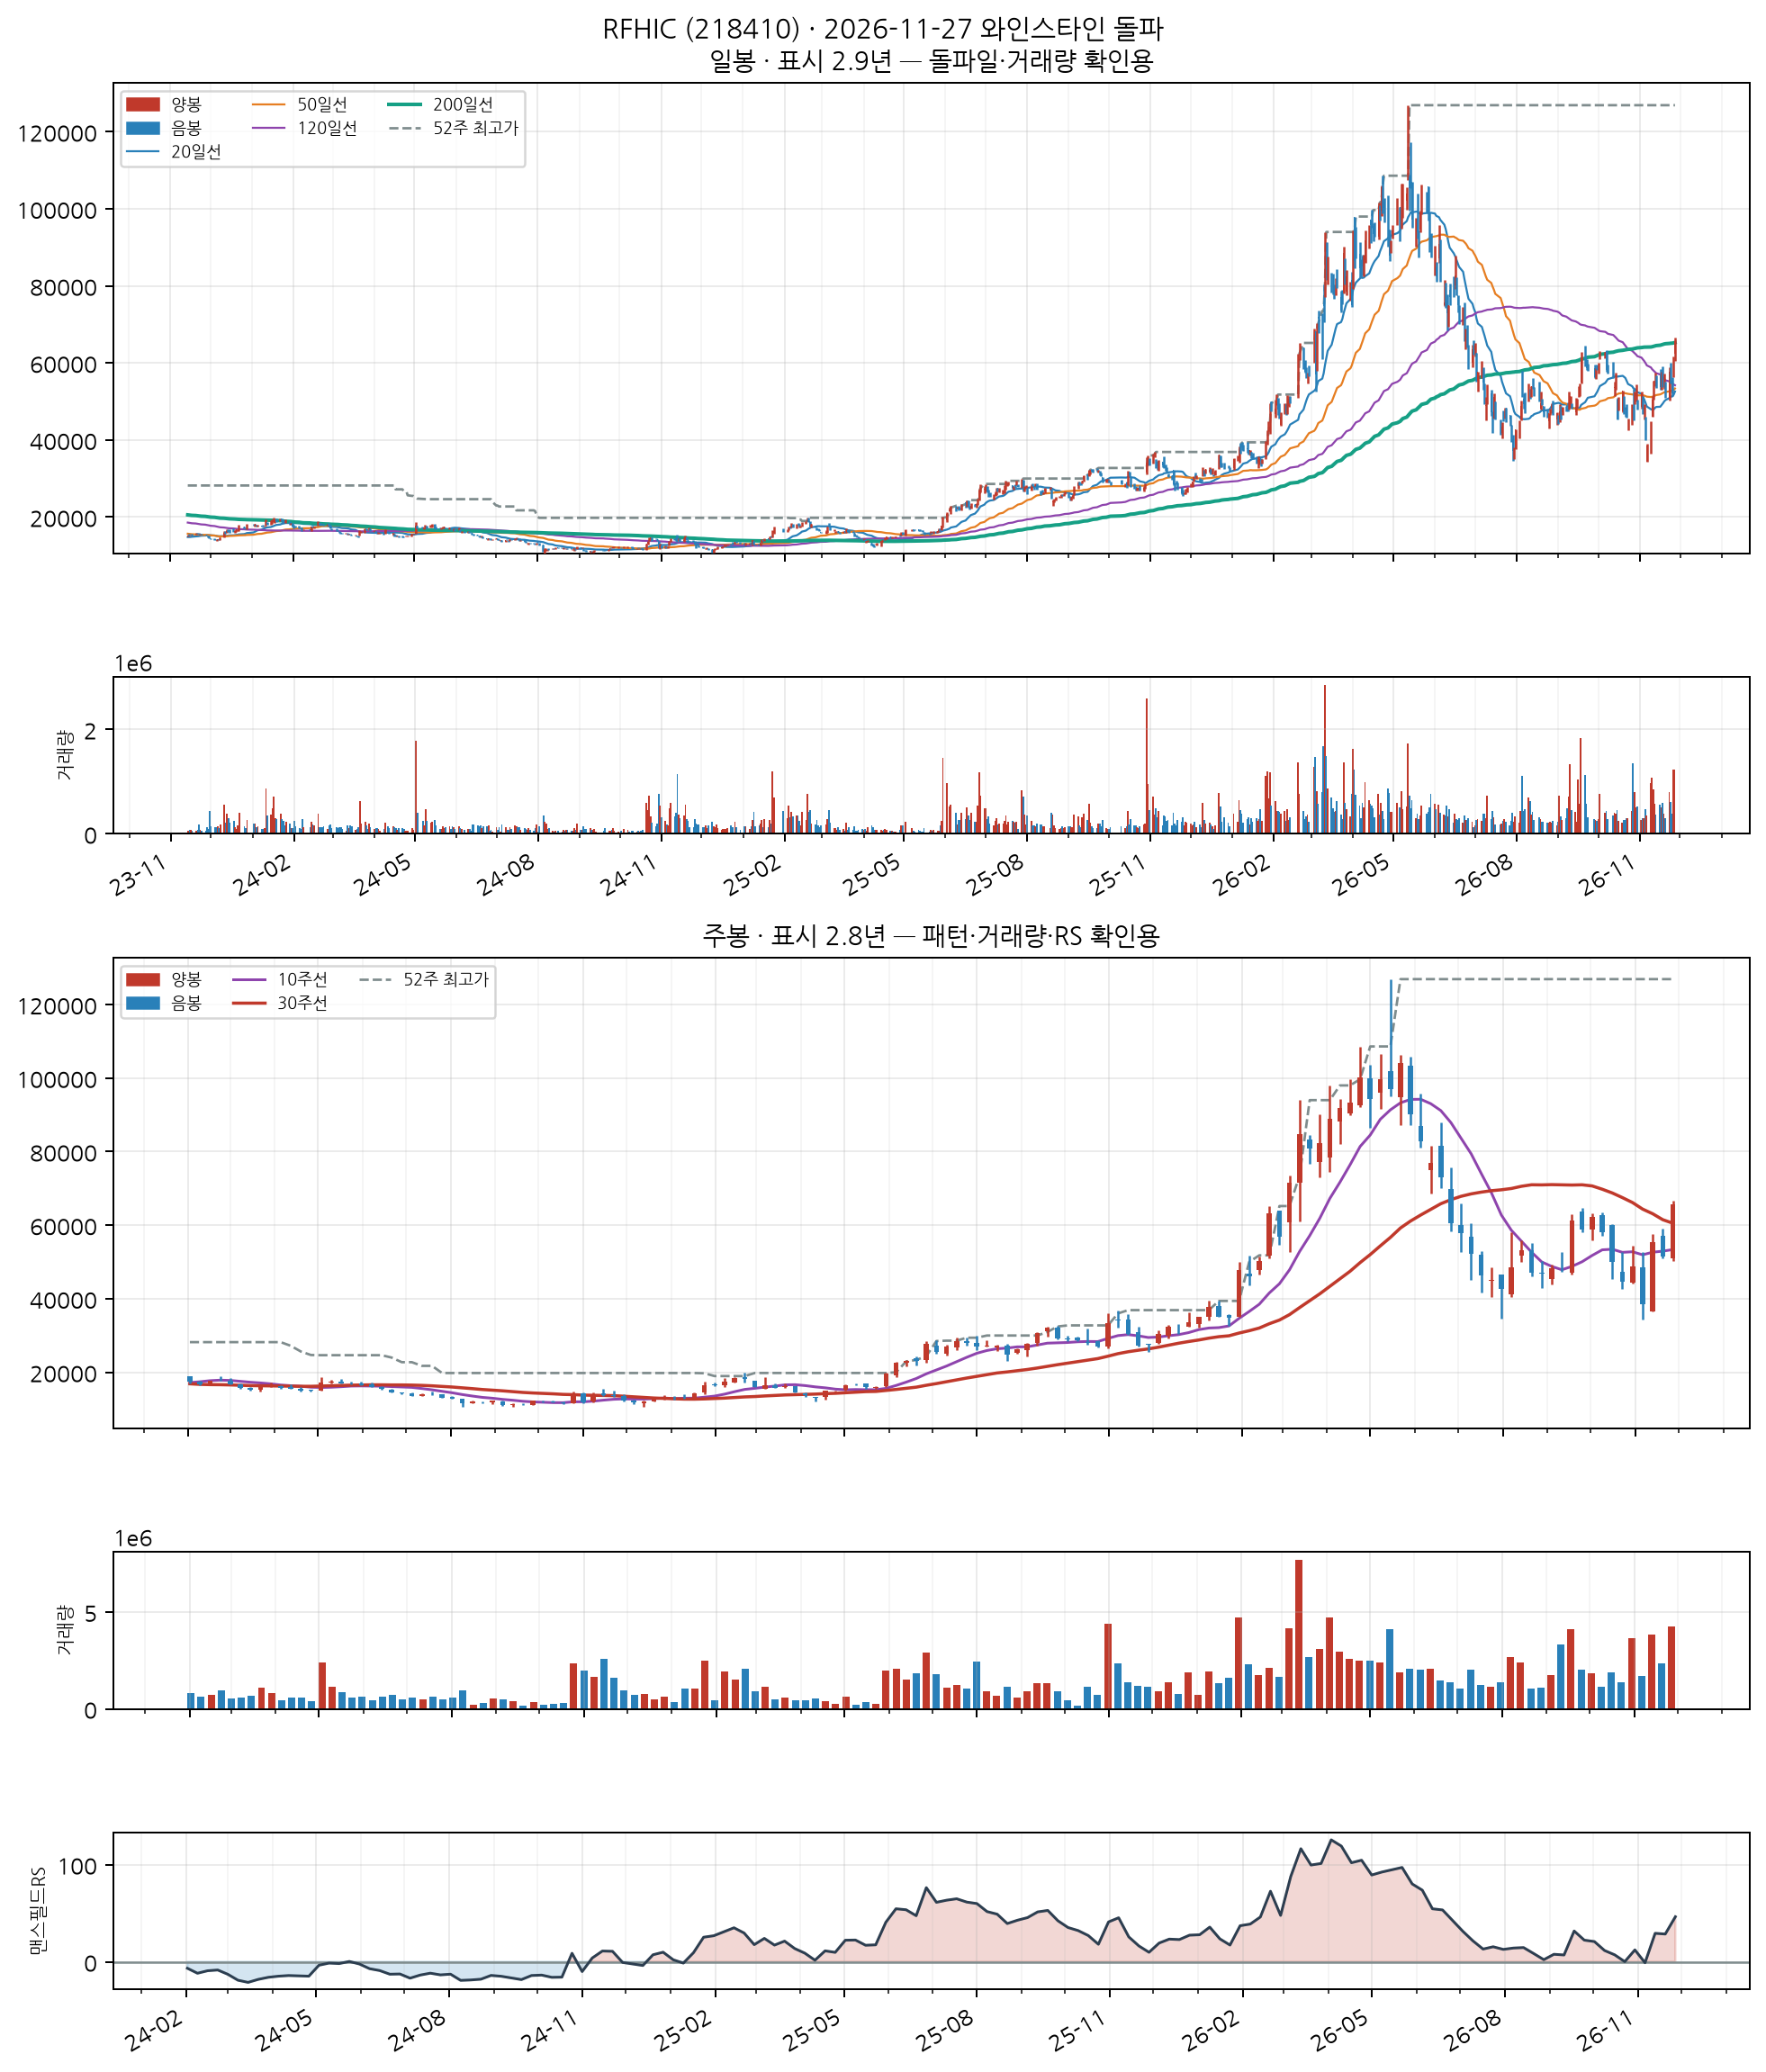 RFHIC (218410) · 2026-11-27 와인스타인 돌파
일봉 · 표시 2.9년 — 돌파일·거래량 확인용
양봉
음봉
20일선
50일선
120일선
200일선
52주 최고가
120000
100000
80000
60000
40000
20000
1e6
거래량
2
0
23-11
24-02
24-05
24-08
24-11
25-02
25-05
25-08
25-11
26-02
26-05
26-08
26-11
주봉 · 표시 2.8년 — 패턴·거래량·RS 확인용
양봉
음봉
10주선
30주선
52주 최고가
120000
100000
80000
60000
40000
20000
1e6
거래량
5
0
맨스필드RS
100
0
24-02
24-05
24-08
24-11
25-02
25-05
25-08
25-11
26-02
26-05
26-08
26-11